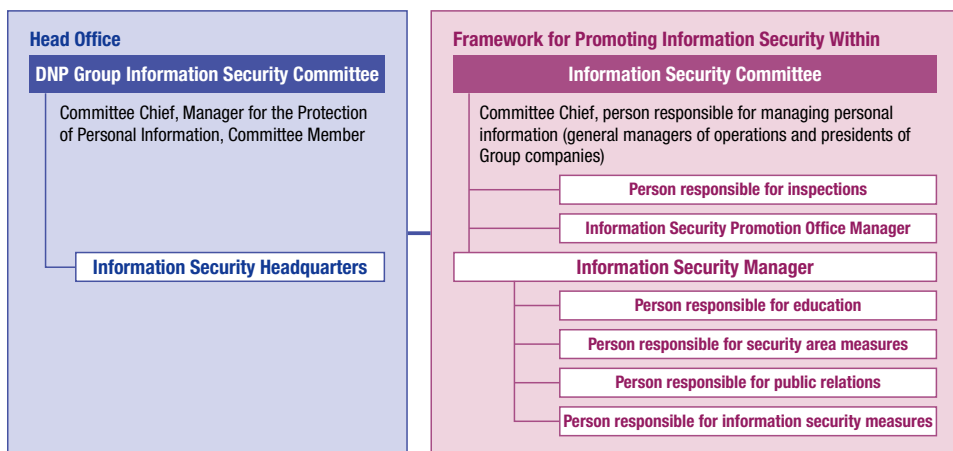 Head Office
DNP Group Information Security Committee
Committee Chief, Manager for the Protection
of Personal Information, Committee Member
Information Security Headquarters
Framework for Promoting Information Security Within
Information Security Committee
Committee Chief, person responsible for managing personal
information (general managers of operations and presidents of
Group companies)
Person responsible for inspections
Information Security Promotion Office Manager
Information Security Manager
Person responsible for education
Person responsible for security area measures
Person responsible for public relations
Person responsible for information security measures